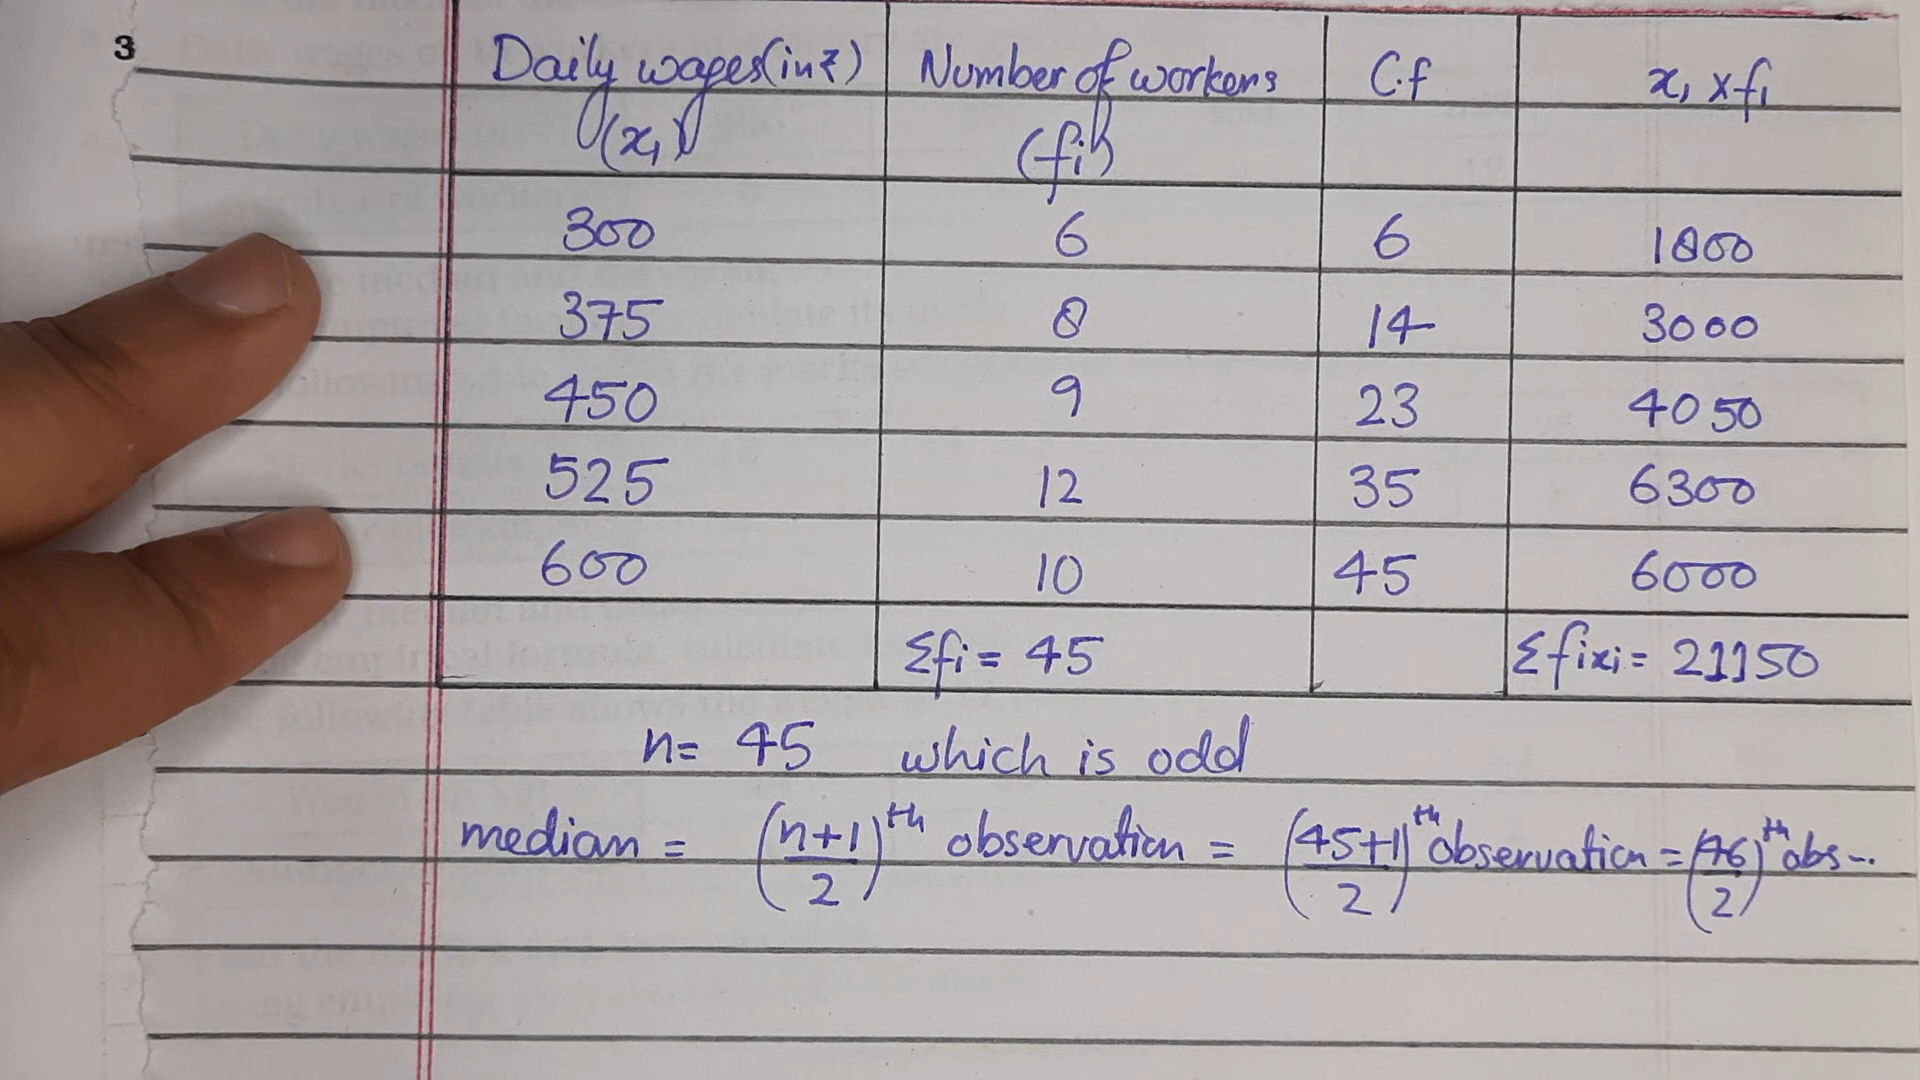 3
Daily wages(in ₹) Number of workers C.f x₁ × f₁
(x₁) (fi)
300 6 6 1800
375 8 14 3000
450 9 23 4050
525 12 35 6300
600 10 45 6000
Σfi = 45 Σfixi = 21150
n= 45 which is odd
median = (n+1/2)ᵗʰ observation = (45+1/2)ᵗʰ observation = (46/2)ᵗʰ obs...